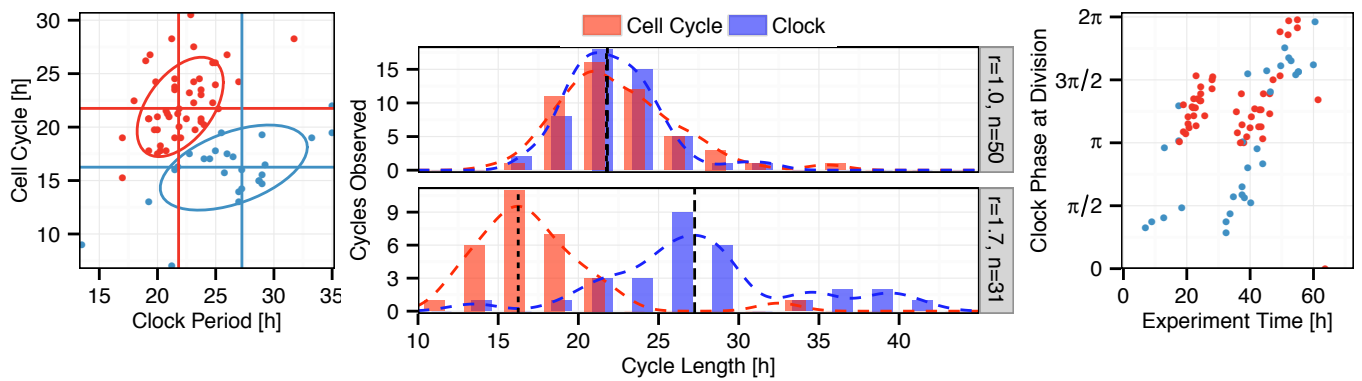 Cell Cycle [h]
30
25
20
15
10
15
20
25
30
35
Clock Period [h]
Cell Cycle
Clock
Cycles Observed
15
10
5
0
r=1.0, n=50
9
6
3
0
r=1.7, n=31
10
15
20
25
30
35
40
Cycle Length [h]
Clock Phase at Division
2π
3π/2
π
π/2
0
0
20
40
60
Experiment Time [h]